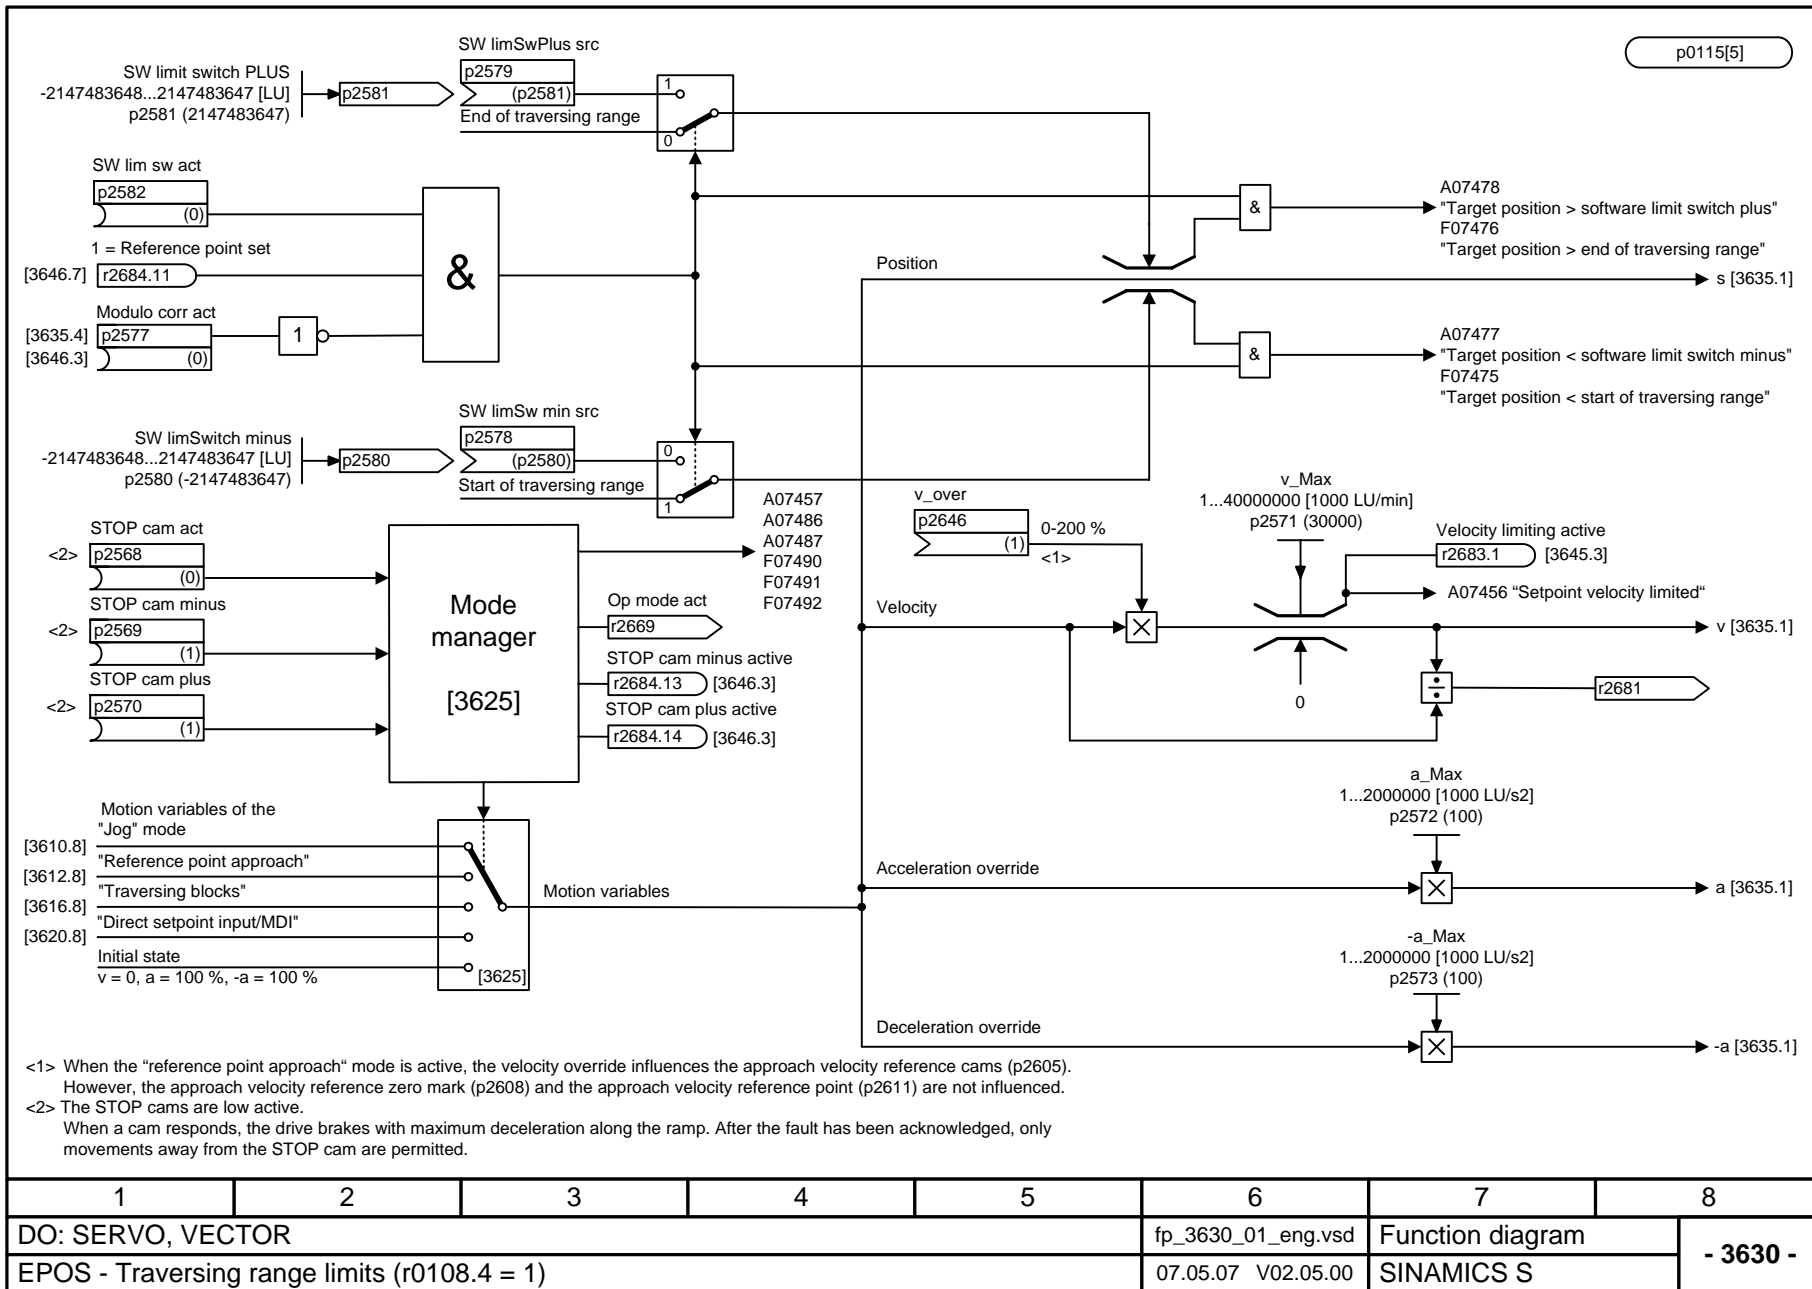 p0115[5]
SW limit switch PLUS
-2147483648...2147483647 [LU]
p2581 (2147483647)
p2581
SW limSwPlus src
p2579
(p2581)
End of traversing range
1
0
SW lim sw act
p2582
(0)
1 = Reference point set
[3646.7]
r2684.11
Modulo corr act
[3635.4]
p2577
[3646.3]
(0)
1
&
&
A07478
"Target position > software limit switch plus"
F07476
"Target position > end of traversing range"
Position
s [3635.1]
&
A07477
"Target position < software limit switch minus"
F07475
"Target position < start of traversing range"
SW limSwitch minus
-2147483648...2147483647 [LU]
p2580 (-2147483647)
p2580
SW limSw min src
p2578
(p2580)
Start of traversing range
0
1
STOP cam act
<2>
p2568
(0)
STOP cam minus
<2>
p2569
(1)
STOP cam plus
<2>
p2570
(1)
Mode
manager
[3625]
A07457
A07486
A07487
F07490
F07491
F07492
Op mode act
r2669
STOP cam minus active
r2684.13
[3646.3]
STOP cam plus active
r2684.14
[3646.3]
v_over
p2646
(1)
0-200 %
<1>
v_Max
1...40000000 [1000 LU/min]
p2571 (30000)
Velocity limiting active
r2683.1
[3645.3]
A07456 “Setpoint velocity limited“
Velocity
v [3635.1]
0
r2681
Motion variables of the
"Jog" mode
[3610.8]
"Reference point approach"
[3612.8]
"Traversing blocks"
[3616.8]
"Direct setpoint input/MDI"
[3620.8]
Initial state
v = 0, a = 100 %, -a = 100 %
[3625]
Motion variables
a_Max
1...2000000 [1000 LU/s2]
p2572 (100)
Acceleration override
a [3635.1]
-a_Max
1...2000000 [1000 LU/s2]
p2573 (100)
Deceleration override
-a [3635.1]
<1> When the “reference point approach“ mode is active, the velocity override influences the approach velocity reference cams (p2605).
However, the approach velocity reference zero mark (p2608) and the approach velocity reference point (p2611) are not influenced.
<2> The STOP cams are low active.
When a cam responds, the drive brakes with maximum deceleration along the ramp. After the fault has been acknowledged, only
movements away from the STOP cam are permitted.
1 2 3 4 5 6 7 8
DO: SERVO, VECTOR
fp_3630_01_eng.vsd
Function diagram
- 3630 -
EPOS - Traversing range limits (r0108.4 = 1)
07.05.07 V02.05.00
SINAMICS S